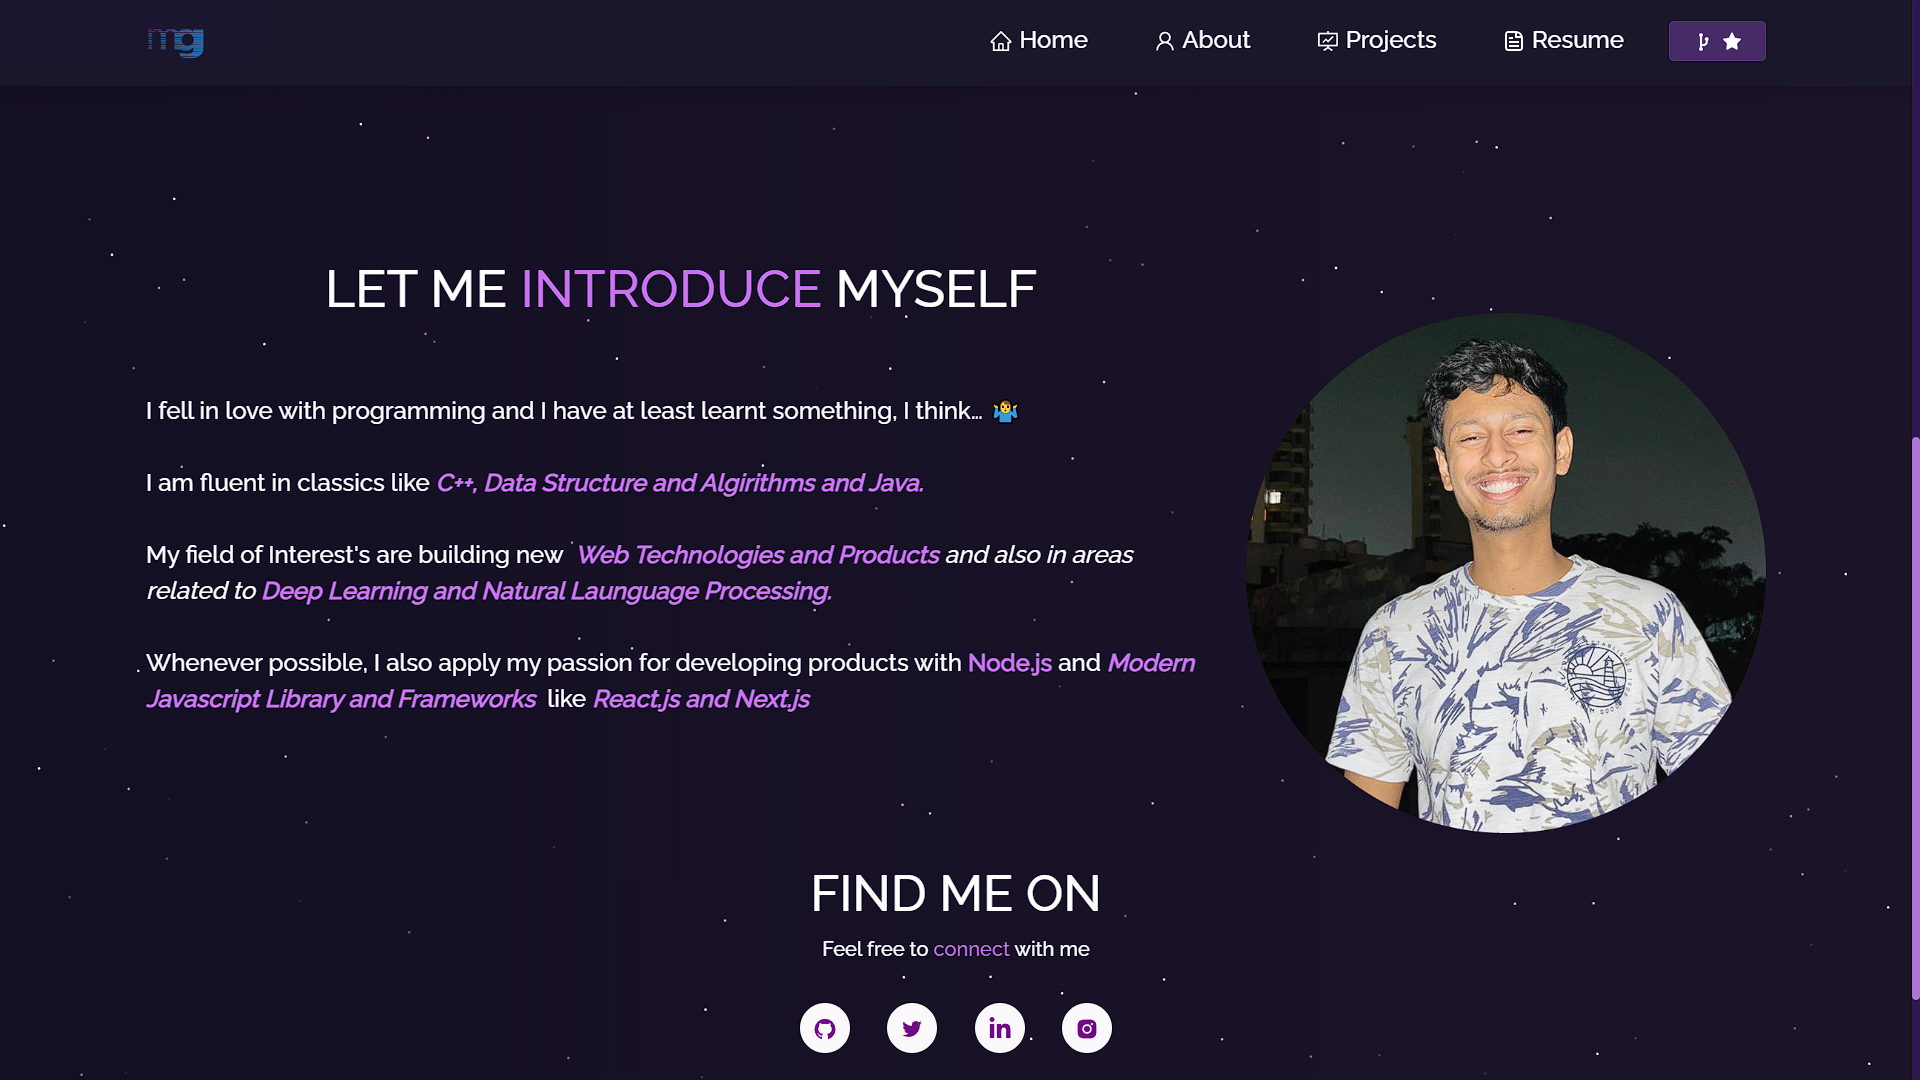 mg
Home
About
Projects
Resume
LET ME INTRODUCE MYSELF
I fell in love with programming and I have at least learnt something, I think… 🤷‍♂️
I am fluent in classics like C++, Data Structure and Algirithms and Java.
My field of Interest's are building new Web Technologies and Products and also in areas
related to Deep Learning and Natural Launguage Processing.
Whenever possible, I also apply my passion for developing products with Node.js and Modern
Javascript Library and Frameworks like React.js and Next.js
FIND ME ON
Feel free to connect with me
in